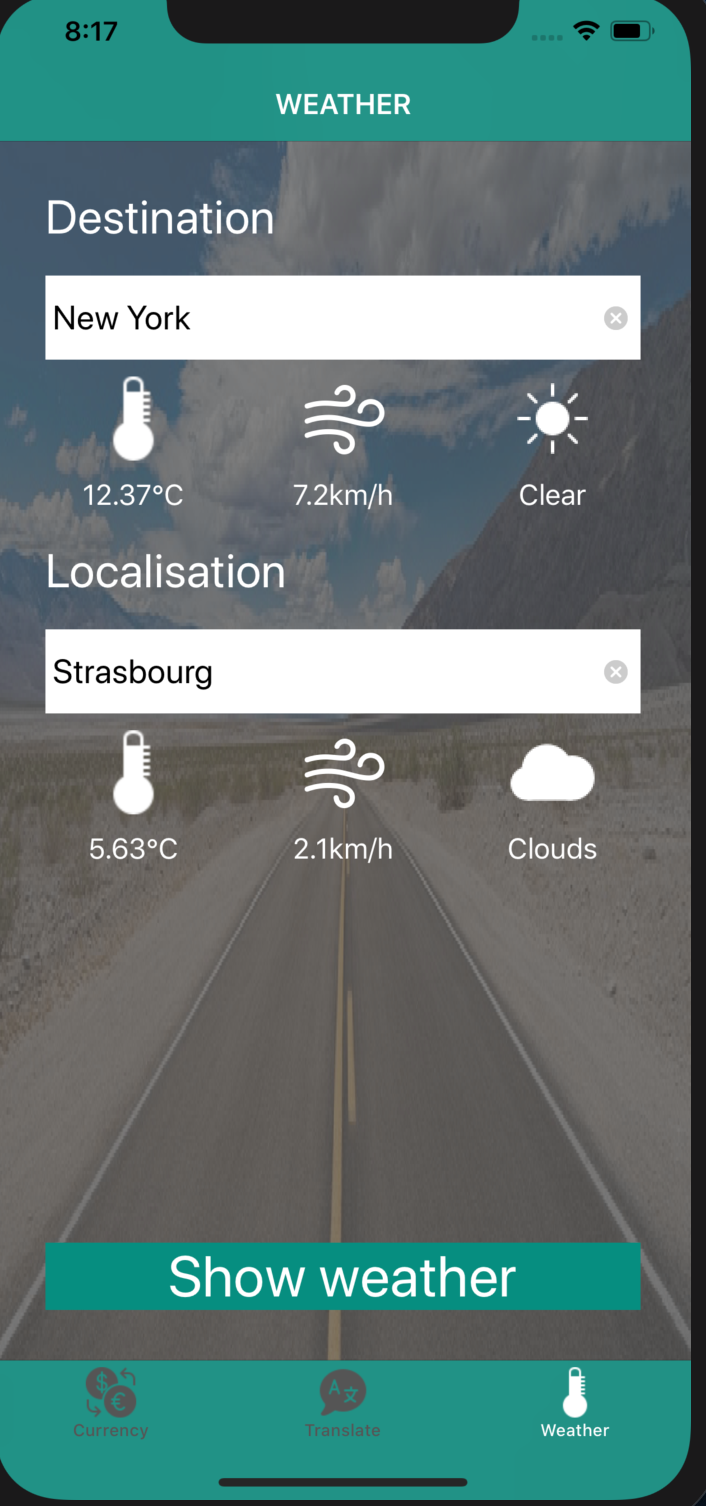 8:17
WEATHER
Destination
New York
12.37°C 7.2km/h Clear
Localisation
Strasbourg
5.63°C 2.1km/h Clouds
Show weather
$ €
A 文
Currency Translate Weather